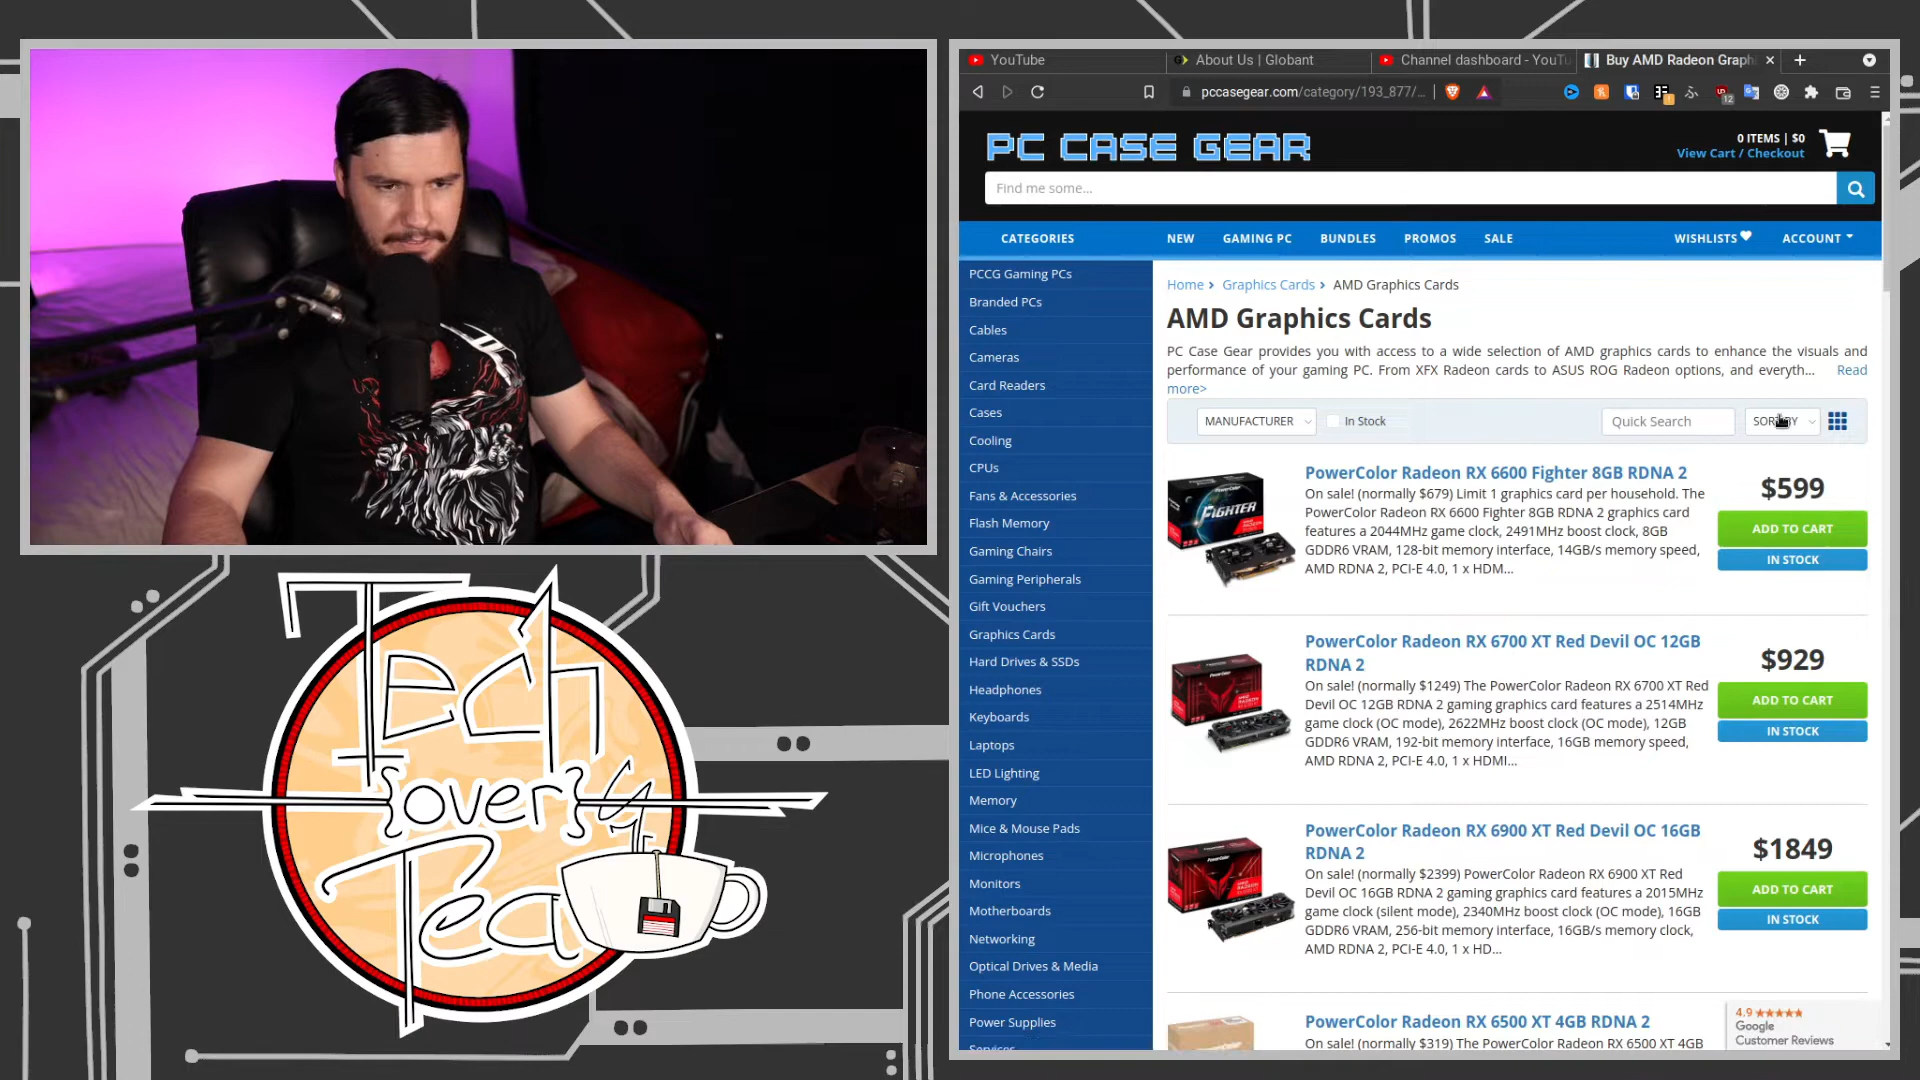 YouTube
About Us | Globant
Channel dashboard - YouTu
Buy AMD Radeon Graph
pccasegear.com/category/193_877/...
PC CASE GEAR
0 ITEMS | $0
View Cart / Checkout
Find me some...
CATEGORIES
NEW
GAMING PC
BUNDLES
PROMOS
SALE
WISHLISTS
ACCOUNT
PCCG Gaming PCs
Branded PCs
Cables
Cameras
Card Readers
Cases
Cooling
CPUs
Fans & Accessories
Flash Memory
Gaming Chairs
Gaming Peripherals
Gift Vouchers
Graphics Cards
Hard Drives & SSDs
Headphones
Keyboards
Laptops
LED Lighting
Memory
Mice & Mouse Pads
Microphones
Monitors
Motherboards
Networking
Optical Drives & Media
Phone Accessories
Power Supplies
Services
Home > Graphics Cards > AMD Graphics Cards
AMD Graphics Cards
PC Case Gear provides you with access to a wide selection of AMD graphics cards to enhance the visuals and
performance of your gaming PC. From XFX Radeon cards to ASUS ROG Radeon options, and everyth... Read
more>
MANUFACTURER
In Stock
Quick Search
SORT BY
PowerColor Radeon RX 6600 Fighter 8GB RDNA 2
On sale! (normally $679) Limit 1 graphics card per household. The
PowerColor Radeon RX 6600 Fighter 8GB RDNA 2 graphics card
features a 2044MHz game clock, 2491MHz boost clock, 8GB
GDDR6 VRAM, 128-bit memory interface, 14GB/s memory speed,
AMD RDNA 2, PCI-E 4.0, 1 x HDM...
$599
ADD TO CART
IN STOCK
FIGHTER
PowerColor Radeon RX 6700 XT Red Devil OC 12GB
RDNA 2
On sale! (normally $1249) The PowerColor Radeon RX 6700 XT Red
Devil OC 12GB RDNA 2 gaming graphics card features a 2514MHz
game clock (OC mode), 2622MHz boost clock (OC mode), 12GB
GDDR6 VRAM, 192-bit memory interface, 16GB memory speed,
AMD RDNA 2, PCI-E 4.0, 1 x HDMI...
$929
ADD TO CART
IN STOCK
PowerColor Radeon RX 6900 XT Red Devil OC 16GB
RDNA 2
On sale! (normally $2399) PowerColor Radeon RX 6900 XT Red
Devil OC 16GB RDNA 2 gaming graphics card features a 2015MHz
game clock (silent mode), 2340MHz boost clock (OC mode), 16GB
GDDR6 VRAM, 256-bit memory interface, 16GB/s memory clock,
AMD RDNA 2, PCI-E 4.0, 1 x HD...
$1849
ADD TO CART
IN STOCK
PowerColor Radeon RX 6500 XT 4GB RDNA 2
On sale! (normally $319) The PowerColor Radeon RX 6500 XT 4GB
4.9 ★★★★★
Google
Customer Reviews
Tech
{over}
Tea